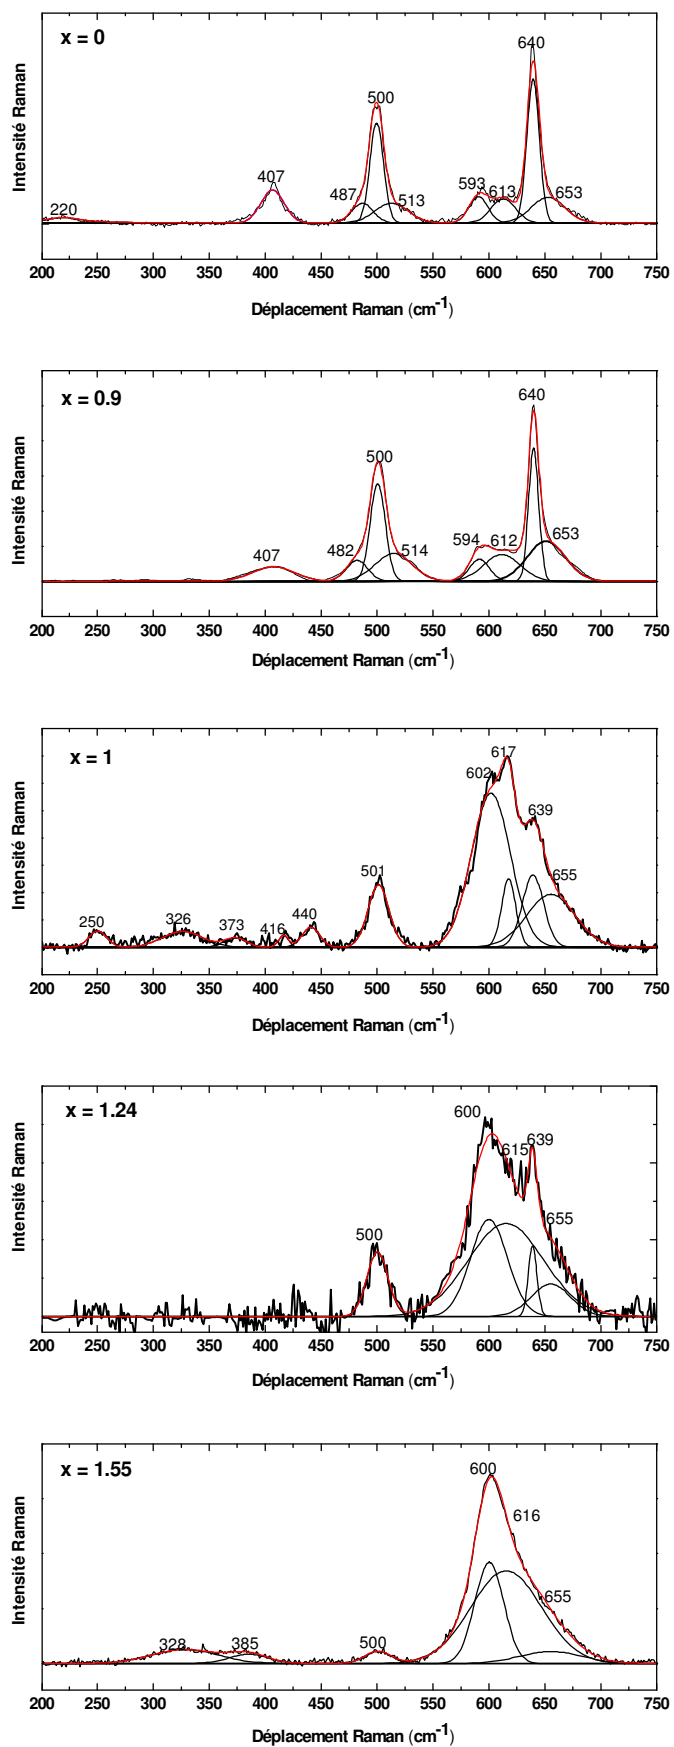 x = 0
640
500
407
593
487
613
653
513
220
Intensité Raman
200 250 300 350 400 450 500 550 600 650 700 750
Déplacement Raman (cm-1)
x = 0.9
640
500
482
514
594
612
653
407
Intensité Raman
200 250 300 350 400 450 500 550 600 650 700 750
Déplacement Raman (cm-1)
x = 1
617
602
639
501
655
250
326
373
416
440
Intensité Raman
200 250 300 350 400 450 500 550 600 650 700 750
Déplacement Raman (cm-1)
x = 1.24
600
615
639
655
500
Intensité Raman
200 250 300 350 400 450 500 550 600 650 700 750
Déplacement Raman (cm-1)
x = 1.55
600
616
655
328
385
500
Intensité Raman
200 250 300 350 400 450 500 550 600 650 700 750
Déplacement Raman (cm-1)